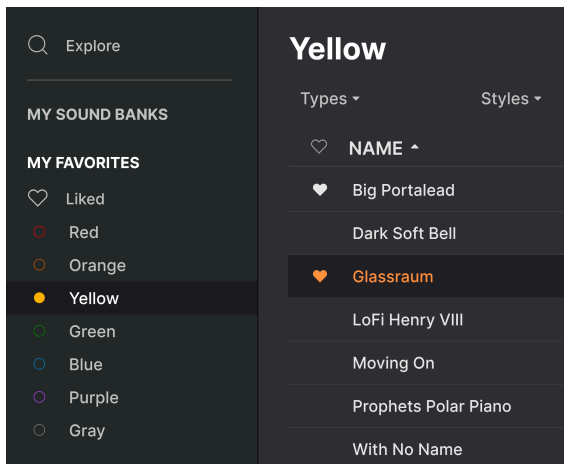 Explore
MY SOUND BANKS
MY FAVORITES
Liked
Red
Orange
Yellow
Green
Blue
Purple
Gray
Yellow
Types Styles
NAME
Big Portalead
Dark Soft Bell
Glassraum
LoFi Henry VIII
Moving On
Prophets Polar Piano
With No Name